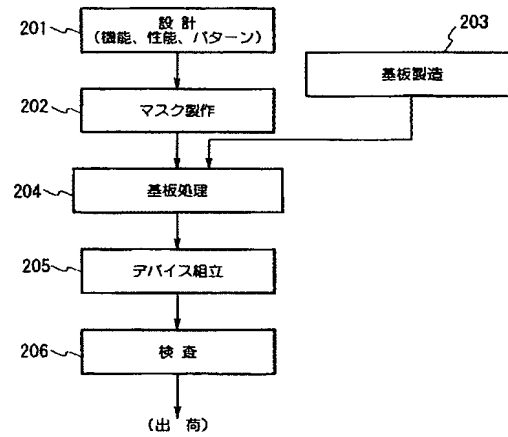 201
設 計
(機能、性能、パターン)
203
基板製造
202
マスク製作
204
基板処理
205
デバイス組立
206
検 査
(出 荷)